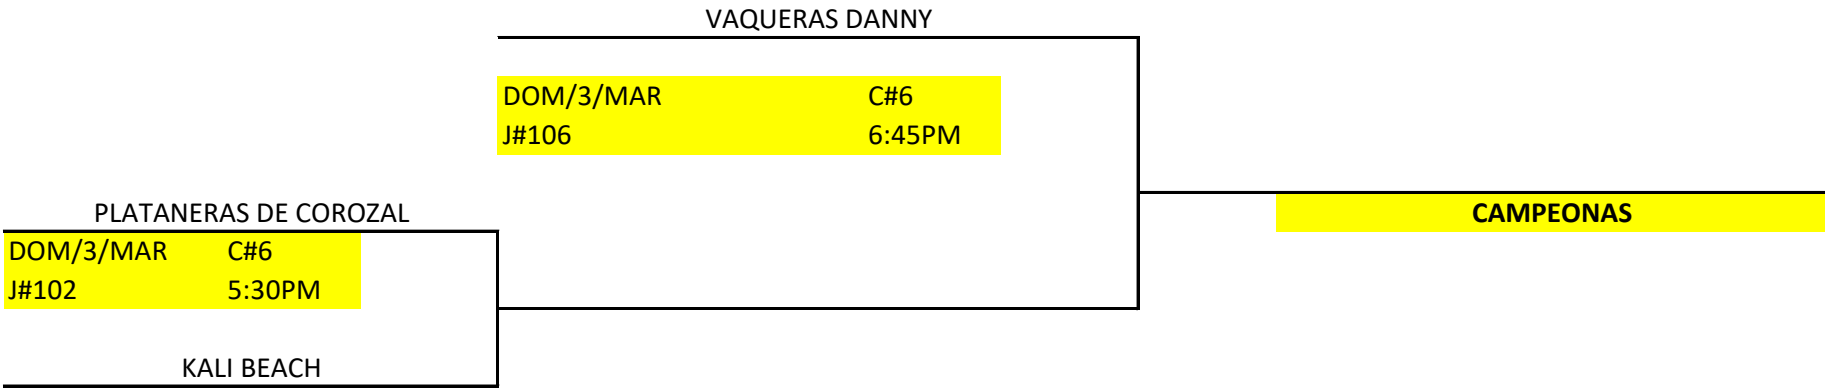 VAQUERAS DANNY
DOM/3/MAR C#6
J#106 6:45PM
PLATANERAS DE COROZAL
CAMPEONAS
DOM/3/MAR C#6
J#102 5:30PM
KALI BEACH